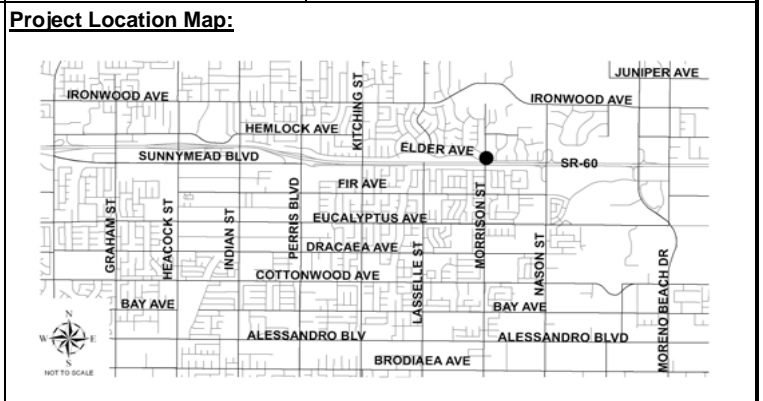 Project Location Map:
JUNIPER AVE
IRONWOOD AVE
IRONWOOD AVE
KITCHING ST
HEMLOCK AVE
ELDER AVE
SUNNYMEAD BLVD
SR-60
FIR AVE
EUCALYPTUS AVE
DRACAEA AVE
COTTONWOOD AVE
GRAHAM ST
HEACOCK ST
INDIAN ST
PERRIS BLVD
LASSELLE ST
MORRISON ST
NASON ST
MORENO BEACH DR
BAY AVE
BAY AVE
ALESSANDRO BLV
ALESSANDRO BLVD
BRODIAEA AVE
N
W
E
S
NOT TO SCALE